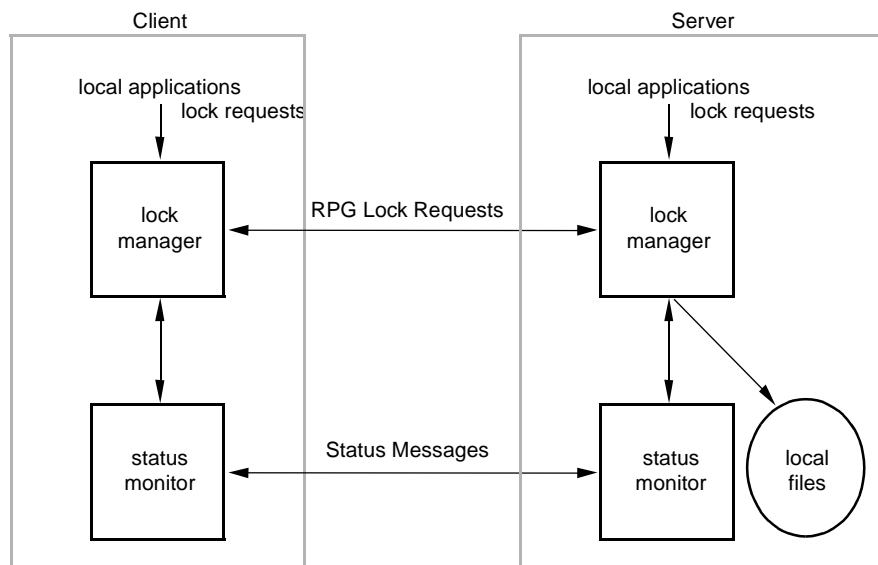 Client
Server
local applications
lock requests
local applications
lock requests
lock
manager
RPG Lock Requests
lock
manager
status
monitor
Status Messages
status
monitor
local
files